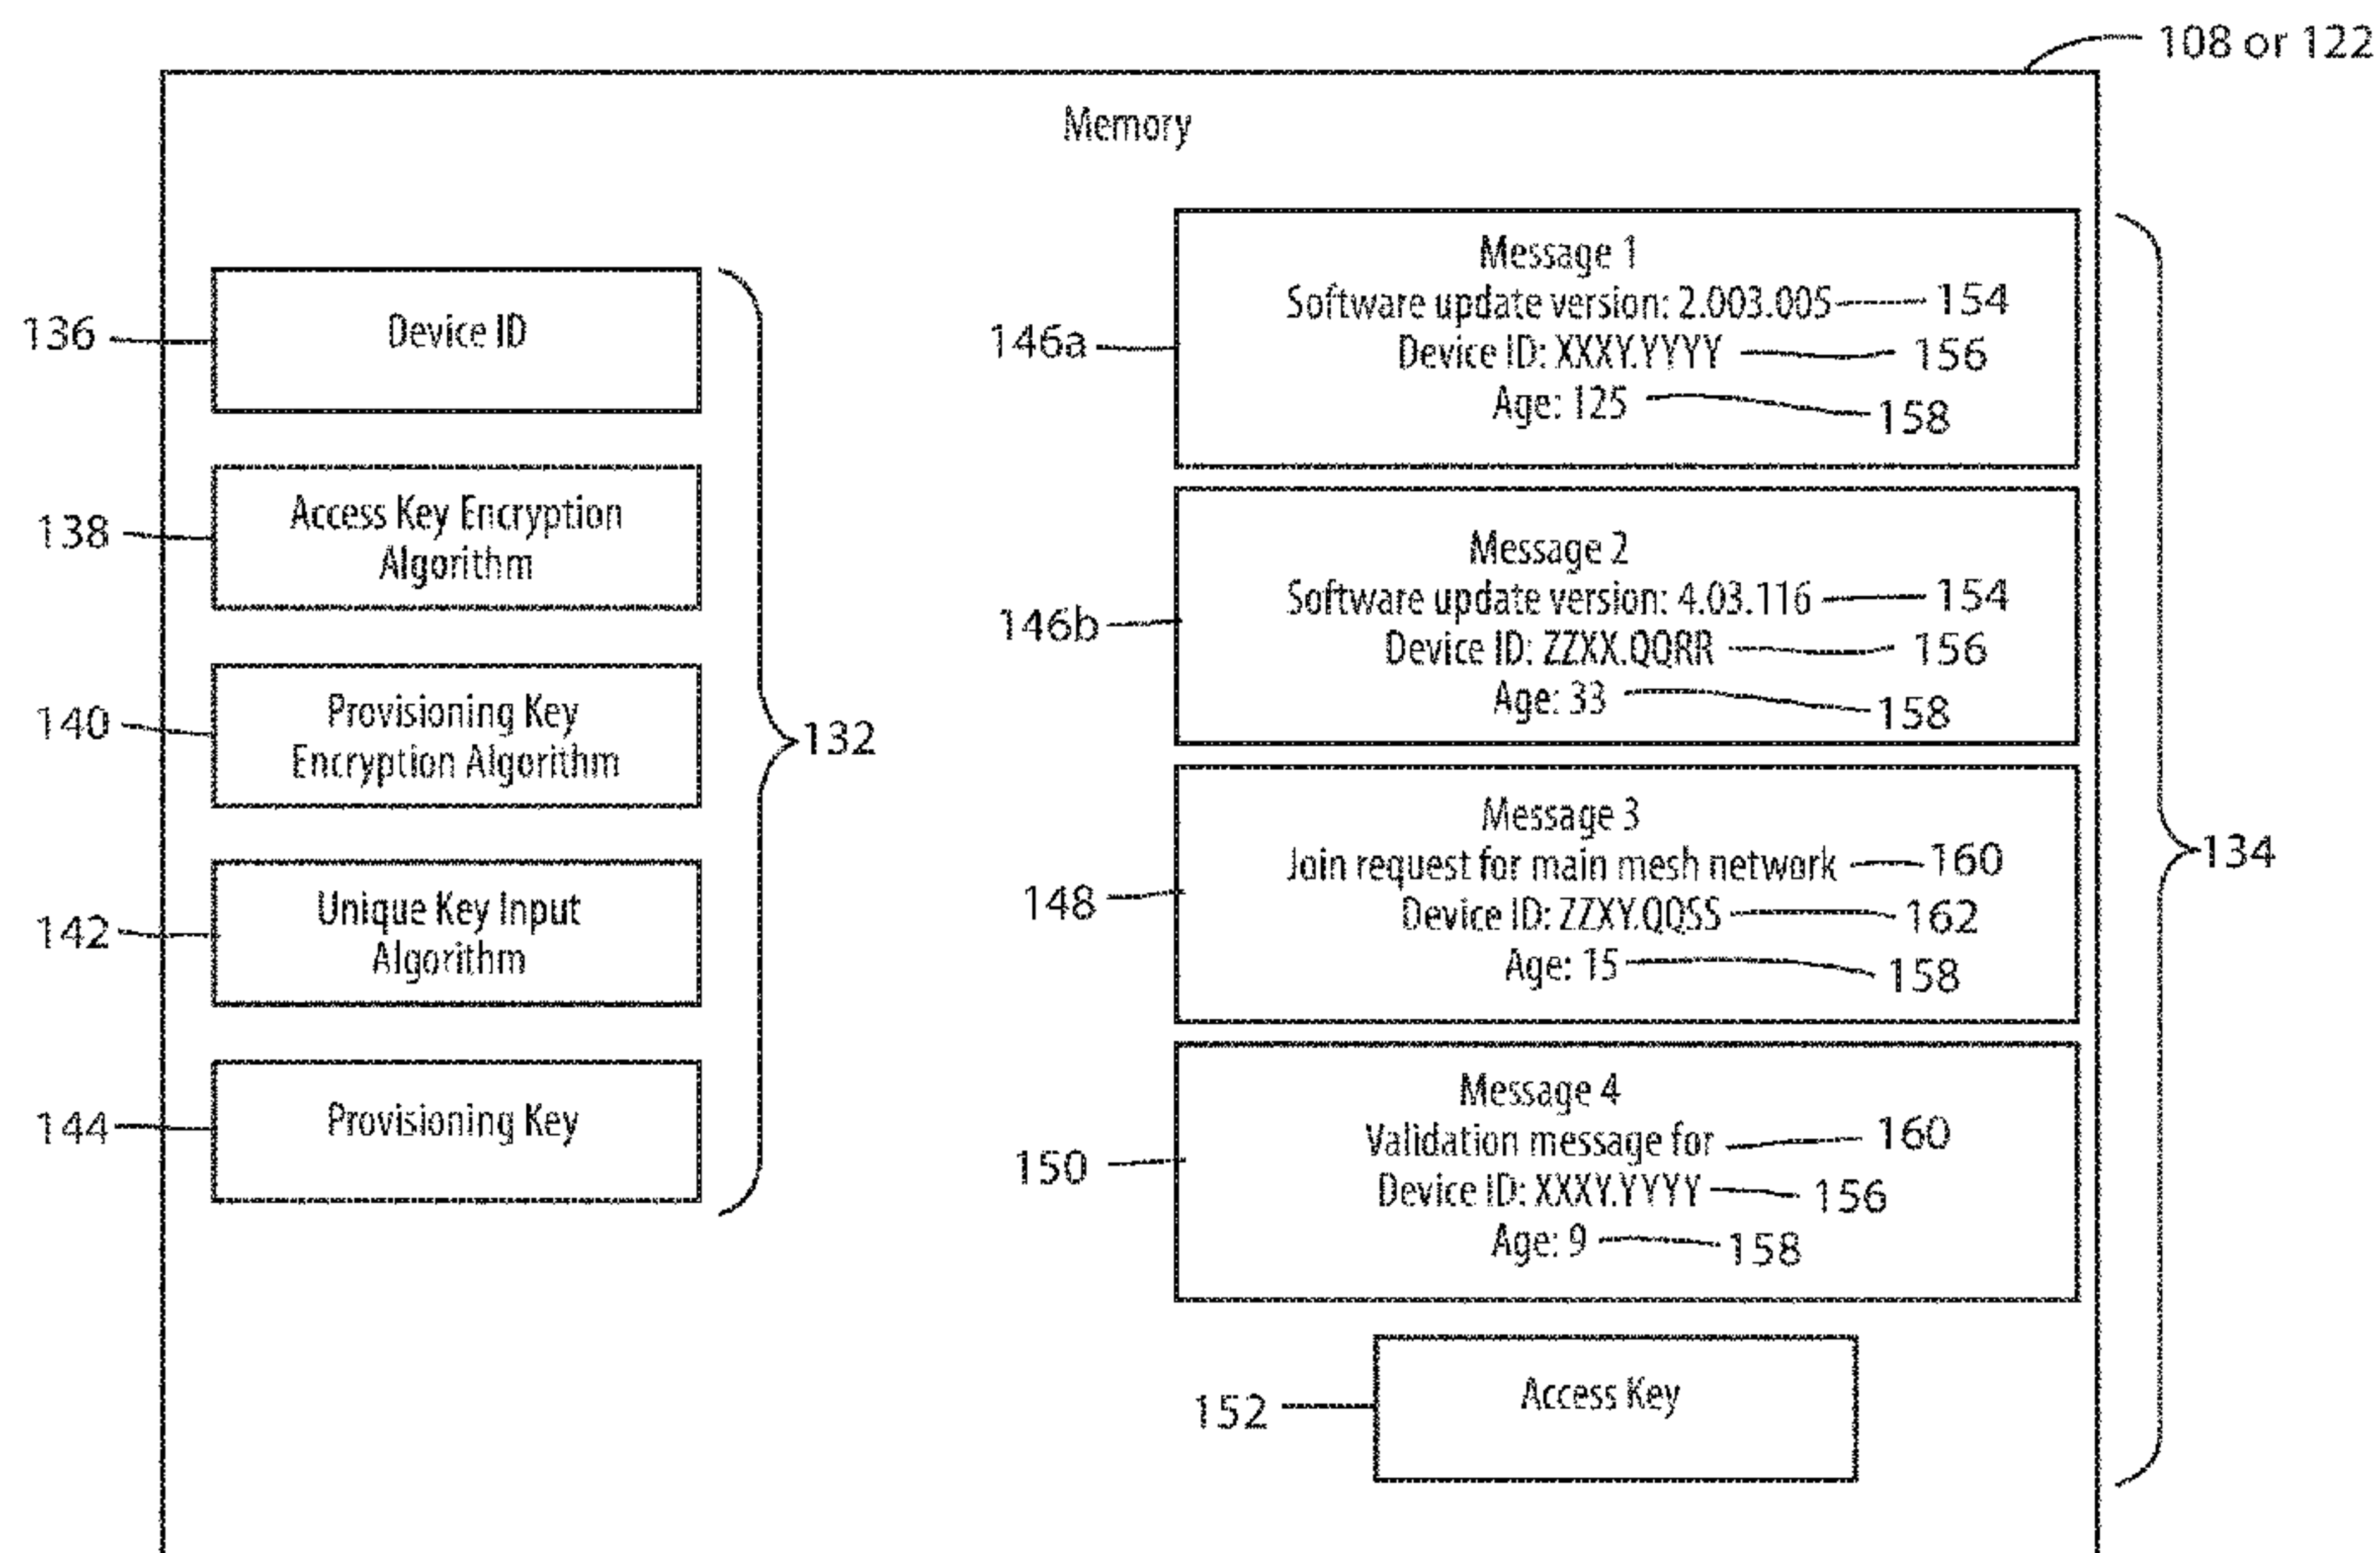 108 or 122
Memory
136
Device ID
138
Access Key Encryption
Algorithm
140
Provisioning Key
Encryption Algorithm
142
Unique Key Input
Algorithm
144
Provisioning Key
132
146a
Message 1
Software update version: 2.003.005
154
Device ID: XXXY.YYYY
156
Age: 125
158
146b
Message 2
Software update version: 4.03.116
154
Device ID: ZZXX.QQRR
156
Age: 33
158
148
Message 3
Join request for main mesh network
160
Device ID: ZZXY.QQSS
162
Age: 15
158
150
Message 4
Validation message for
160
Device ID: XXXY.YYYY
156
Age: 9
158
152
Access Key
134